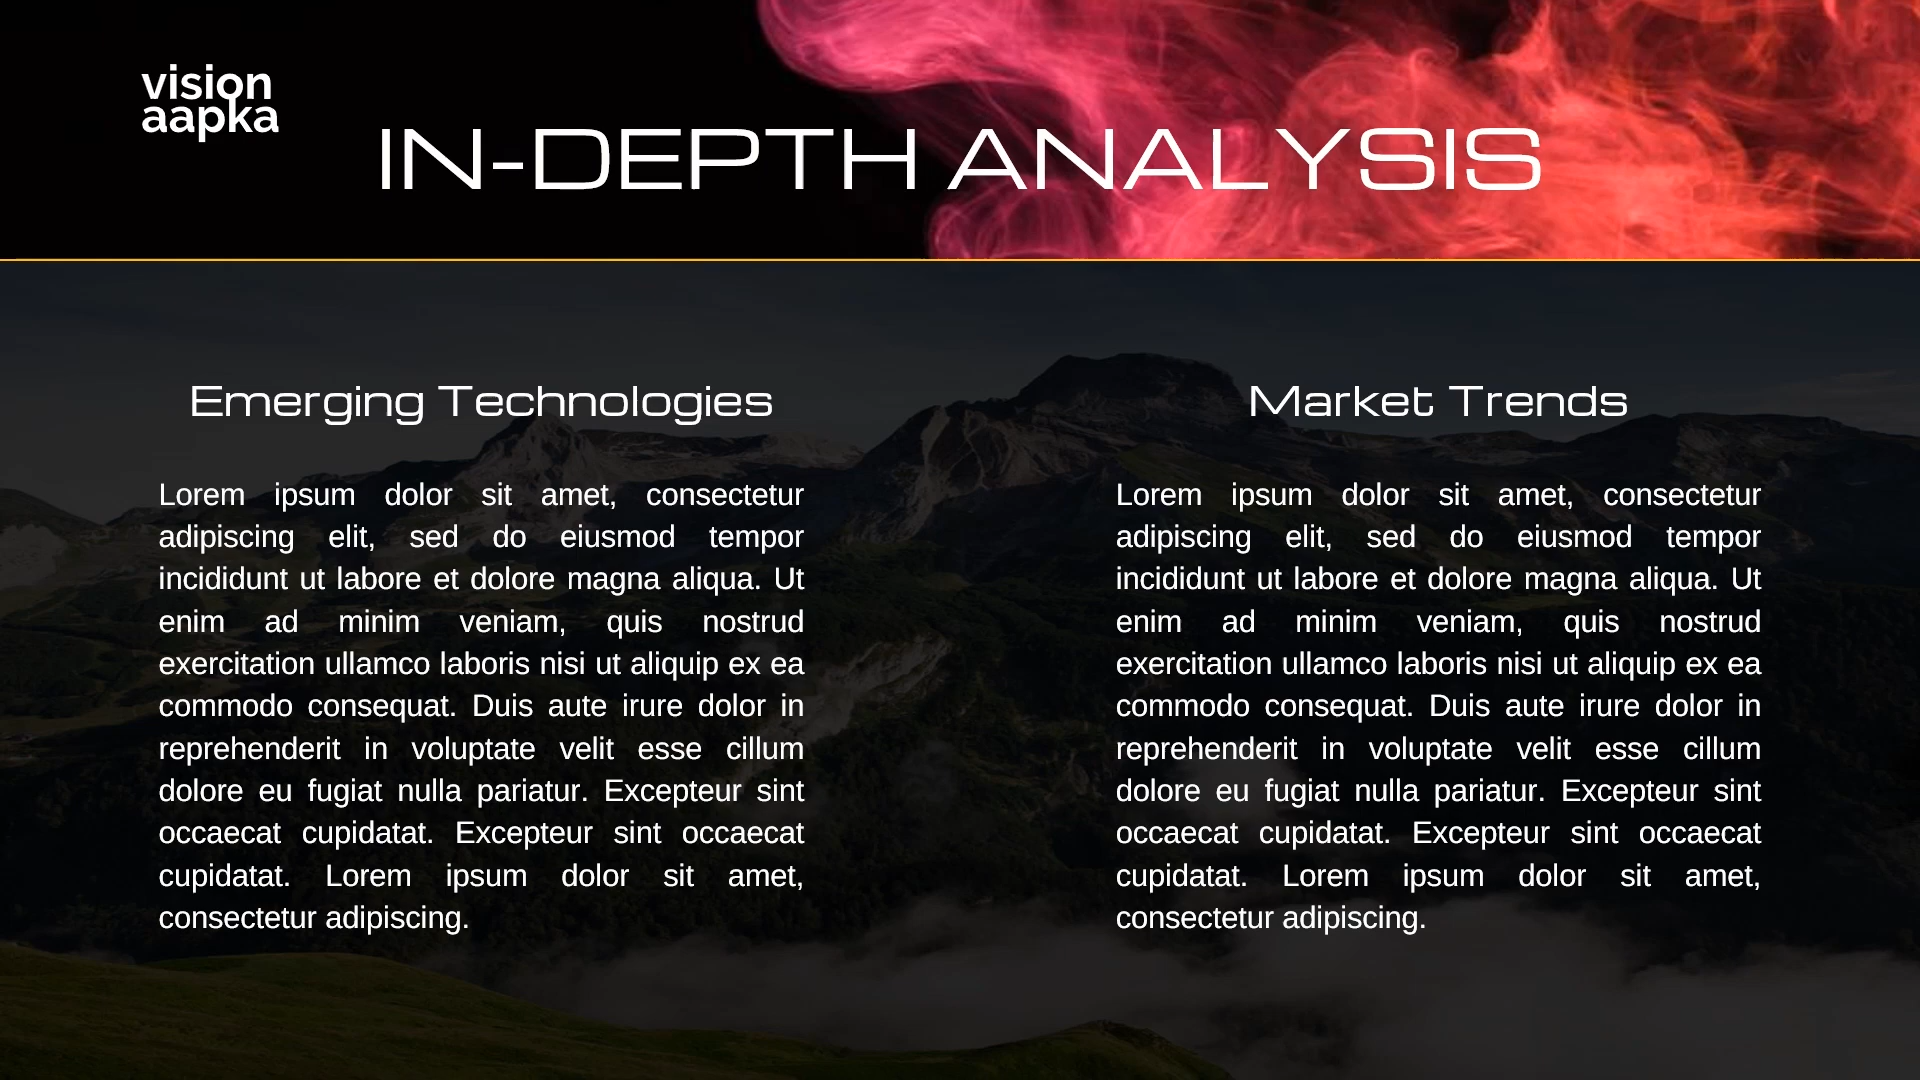 vision
aapka
IN-DEPTH ANALYSIS
Emerging Technologies
Lorem ipsum dolor sit amet, consectetur
adipiscing elit, sed do eiusmod tempor
incididunt ut labore et dolore magna aliqua. Ut
enim ad minim veniam, quis nostrud
exercitation ullamco laboris nisi ut aliquip ex ea
commodo consequat. Duis aute irure dolor in
reprehenderit in voluptate velit esse cillum
dolore eu fugiat nulla pariatur. Excepteur sint
occaecat cupidatat. Excepteur sint occaecat
cupidatat. Lorem ipsum dolor sit amet,
consectetur adipiscing.
Market Trends
Lorem ipsum dolor sit amet, consectetur
adipiscing elit, sed do eiusmod tempor
incididunt ut labore et dolore magna aliqua. Ut
enim ad minim veniam, quis nostrud
exercitation ullamco laboris nisi ut aliquip ex ea
commodo consequat. Duis aute irure dolor in
reprehenderit in voluptate velit esse cillum
dolore eu fugiat nulla pariatur. Excepteur sint
occaecat cupidatat. Excepteur sint occaecat
cupidatat. Lorem ipsum dolor sit amet,
consectetur adipiscing.